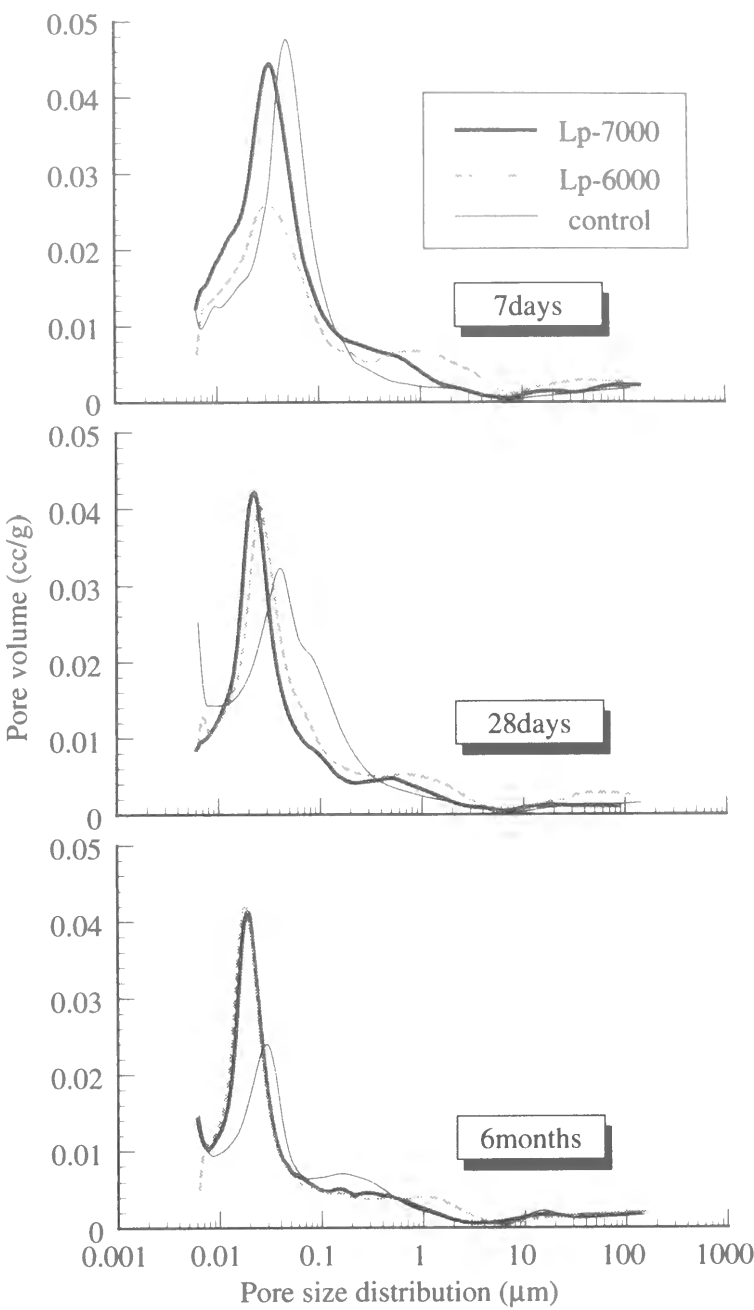 0.05
0.04
0.03
0.02
0.01
0
Lp-7000
Lp-6000
control
7days
0.05
0.04
0.03
0.02
0.01
0
28days
0.05
0.04
0.03
0.02
0.01
0
6months
Pore volume (cc/g)
0.001 0.01 0.1 1 10 100 1000
Pore size distribution (μm)